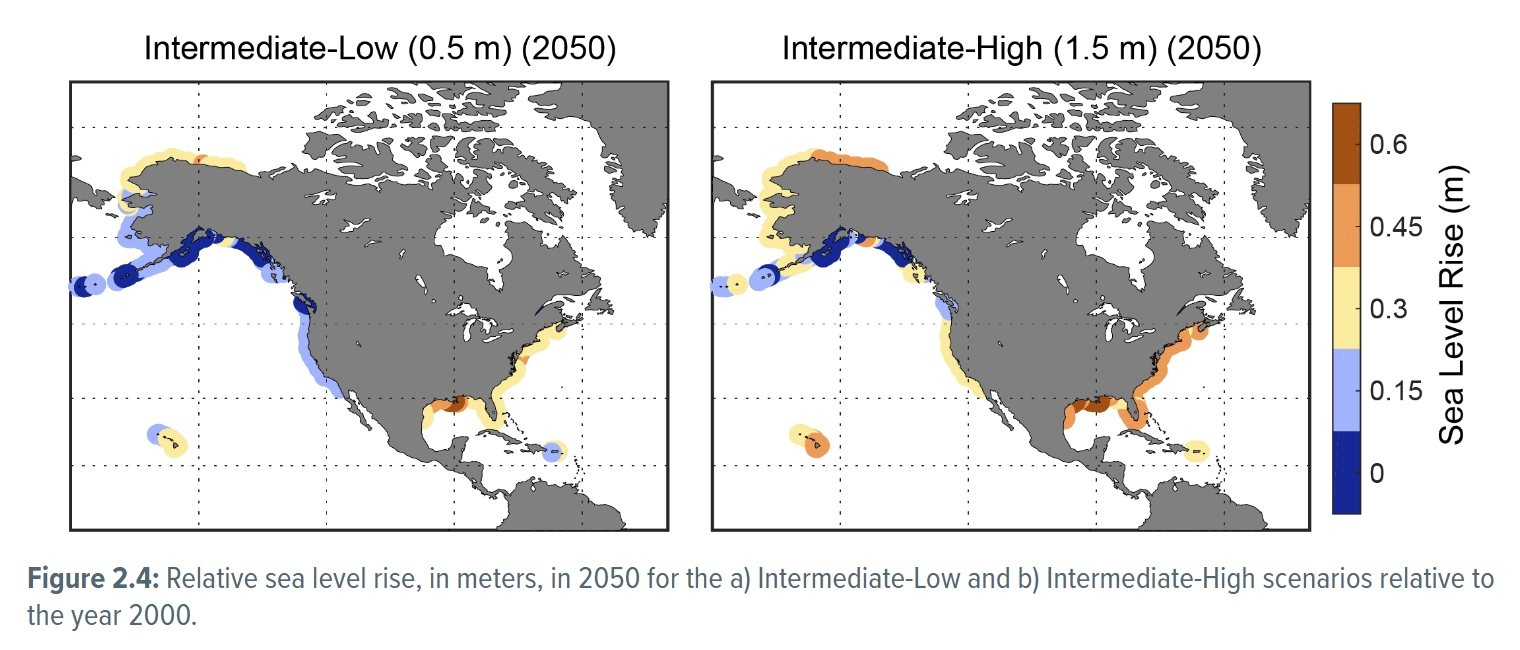 Intermediate-Low (0.5 m) (2050)
Intermediate-High (1.5 m) (2050)
0.6
0.45
0.3
0.15
0
Sea Level Rise (m)
Figure 2.4: Relative sea level rise, in meters, in 2050 for the a) Intermediate-Low and b) Intermediate-High scenarios relative to
the year 2000.